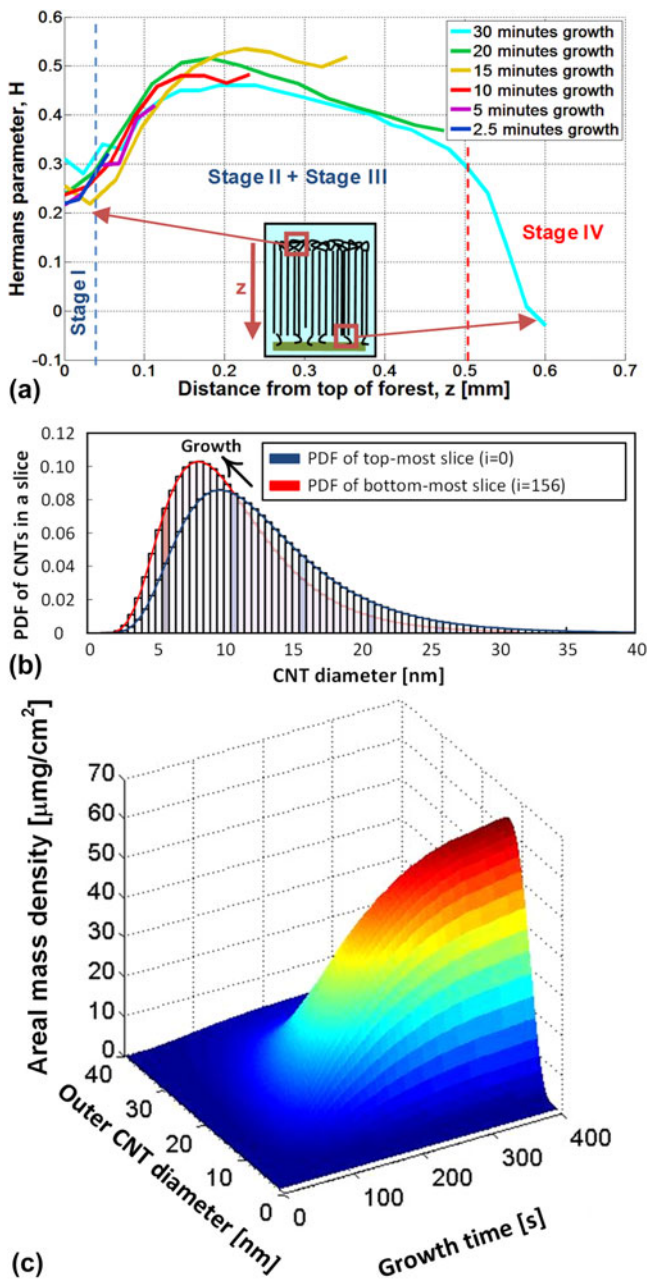 Hermans parameter, H
0.6
0.5
0.4
0.3
0.2
0.1
0
-0.1
30 minutes growth
20 minutes growth
15 minutes growth
10 minutes growth
5 minutes growth
2.5 minutes growth
Stage I
Stage II + Stage III
Stage IV
z
0 0.1 0.2 0.3 0.4 0.5 0.6 0.7
(a) Distance from top of forest, z [mm]
PDF of CNTs in a slice
0.12
0.10
0.08
0.06
0.04
0.02
0
Growth
PDF of top-most slice (i=0)
PDF of bottom-most slice (i=156)
0 5 10 15 20 25 30 35 40
(b) CNT diameter [nm]
Areal mass density [µmg/cm²]
70
60
50
40
30
20
10
0
40
30
20
10
0
Outer CNT diameter [nm]
0
100
200
300
400
Growth time [s]
(c)